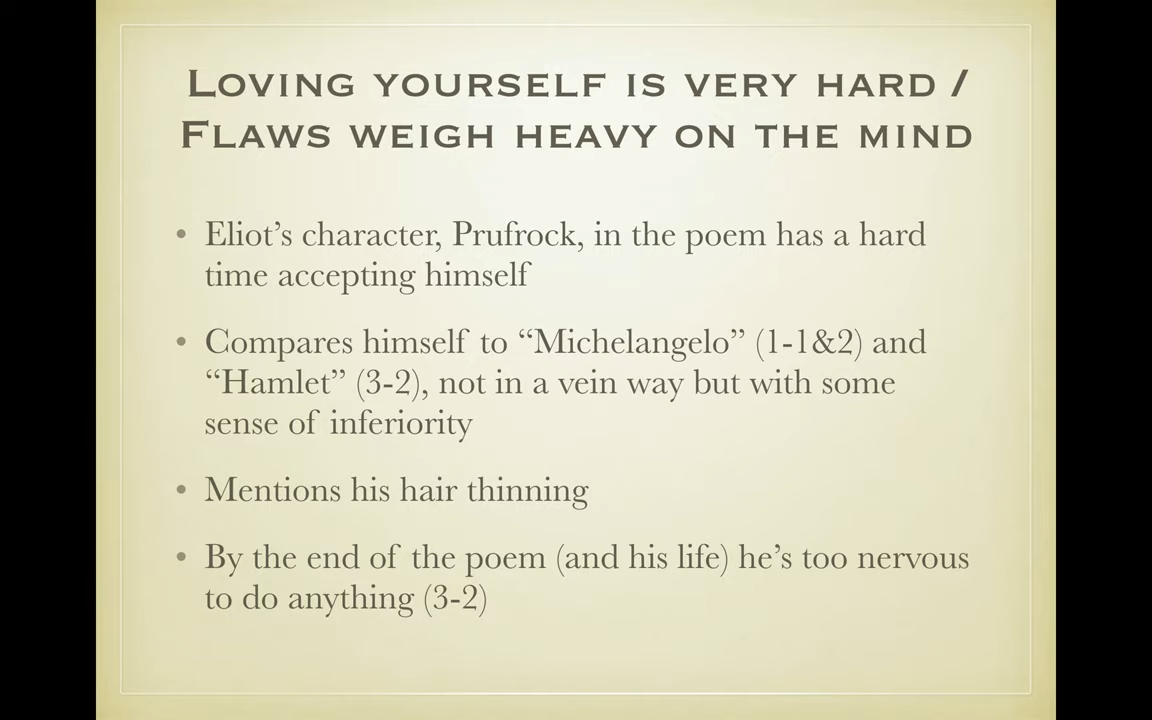 Loving yourself is very hard /
Flaws weigh heavy on the mind
• Eliot’s character, Prufrock, in the poem has a hard
time accepting himself
• Compares himself to “Michelangelo” (1-1&2) and
“Hamlet” (3-2), not in a vein way but with some
sense of inferiority
• Mentions his hair thinning
• By the end of the poem (and his life) he’s too nervous
to do anything (3-2)